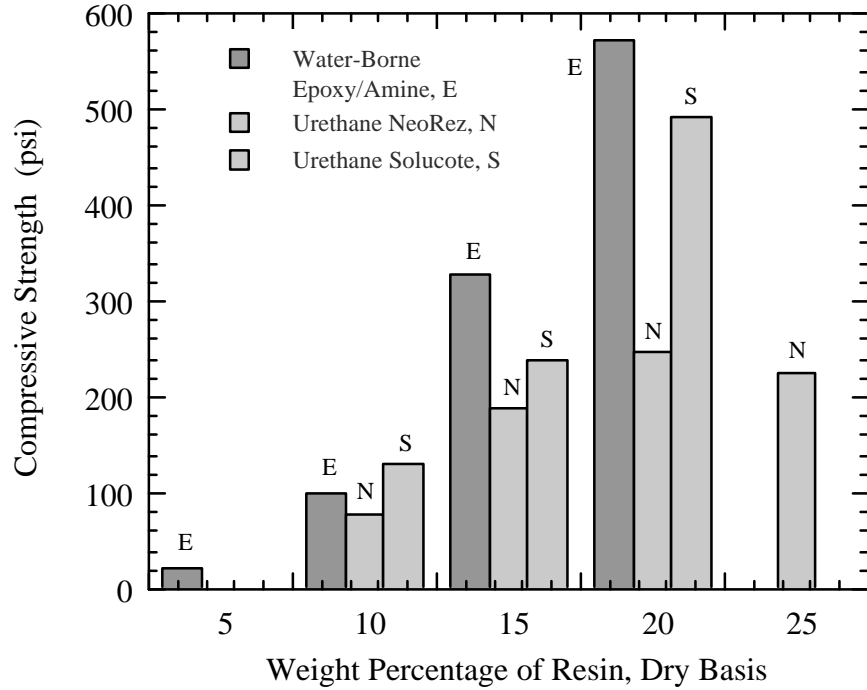 600
500
400
300
200
100
0
Compressive Strength (psi)
Water-Borne
Epoxy/Amine, E
Urethane NeoRez, N
Urethane Solucote, S
E
E
N
S
E
N
S
E
N
S
N
5 10 15 20 25
Weight Percentage of Resin, Dry Basis